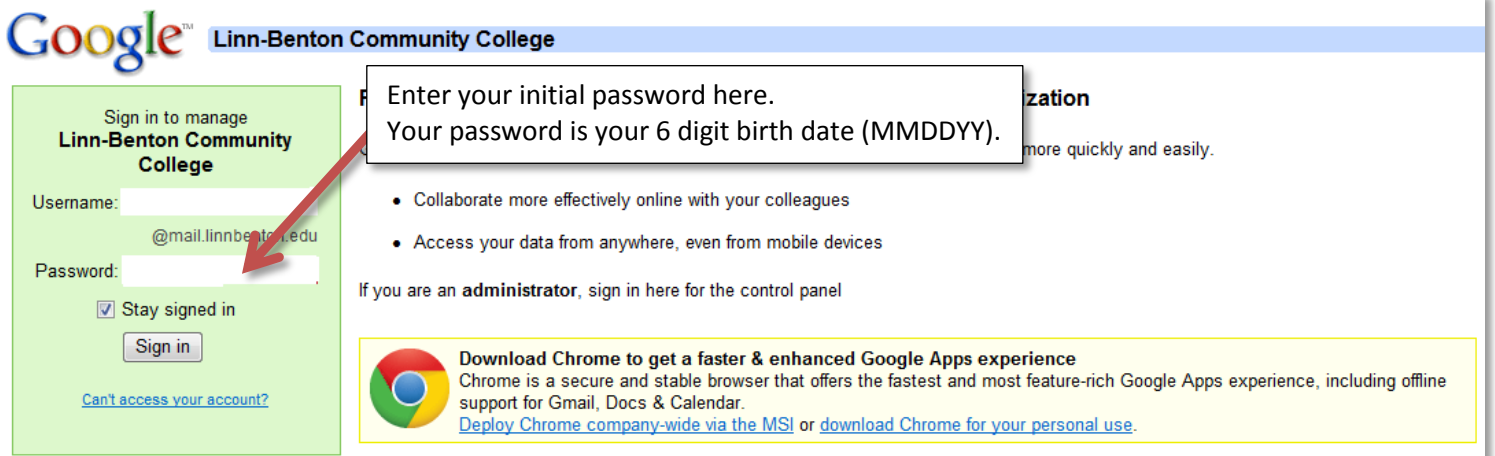 Google™ Linn-Benton Community College
Enter your initial password here.
Your password is your 6 digit birth date (MMDDYY).
ization
more quickly and easily.
Sign in to manage
Linn-Benton Community
College
Username:
@mail.linnbenton.edu
Password:
Stay signed in
Sign in
Can't access your account?
• Collaborate more effectively online with your colleagues
• Access your data from anywhere, even from mobile devices
If you are an administrator, sign in here for the control panel
Download Chrome to get a faster & enhanced Google Apps experience
Chrome is a secure and stable browser that offers the fastest and most feature-rich Google Apps experience, including offline
support for Gmail, Docs & Calendar.
Deploy Chrome company-wide via the MSI or download Chrome for your personal use.